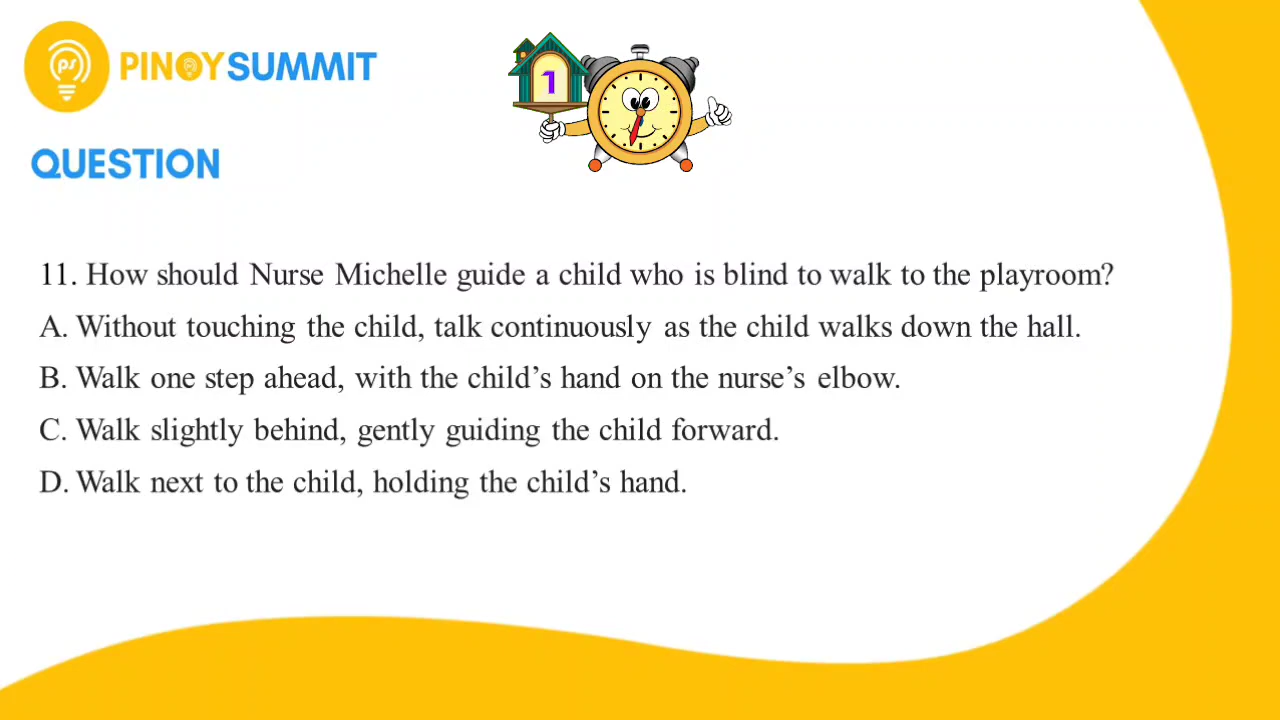 PINOYSUMMIT
1
QUESTION
11. How should Nurse Michelle guide a child who is blind to walk to the playroom?
A. Without touching the child, talk continuously as the child walks down the hall.
B. Walk one step ahead, with the child’s hand on the nurse’s elbow.
C. Walk slightly behind, gently guiding the child forward.
D. Walk next to the child, holding the child’s hand.